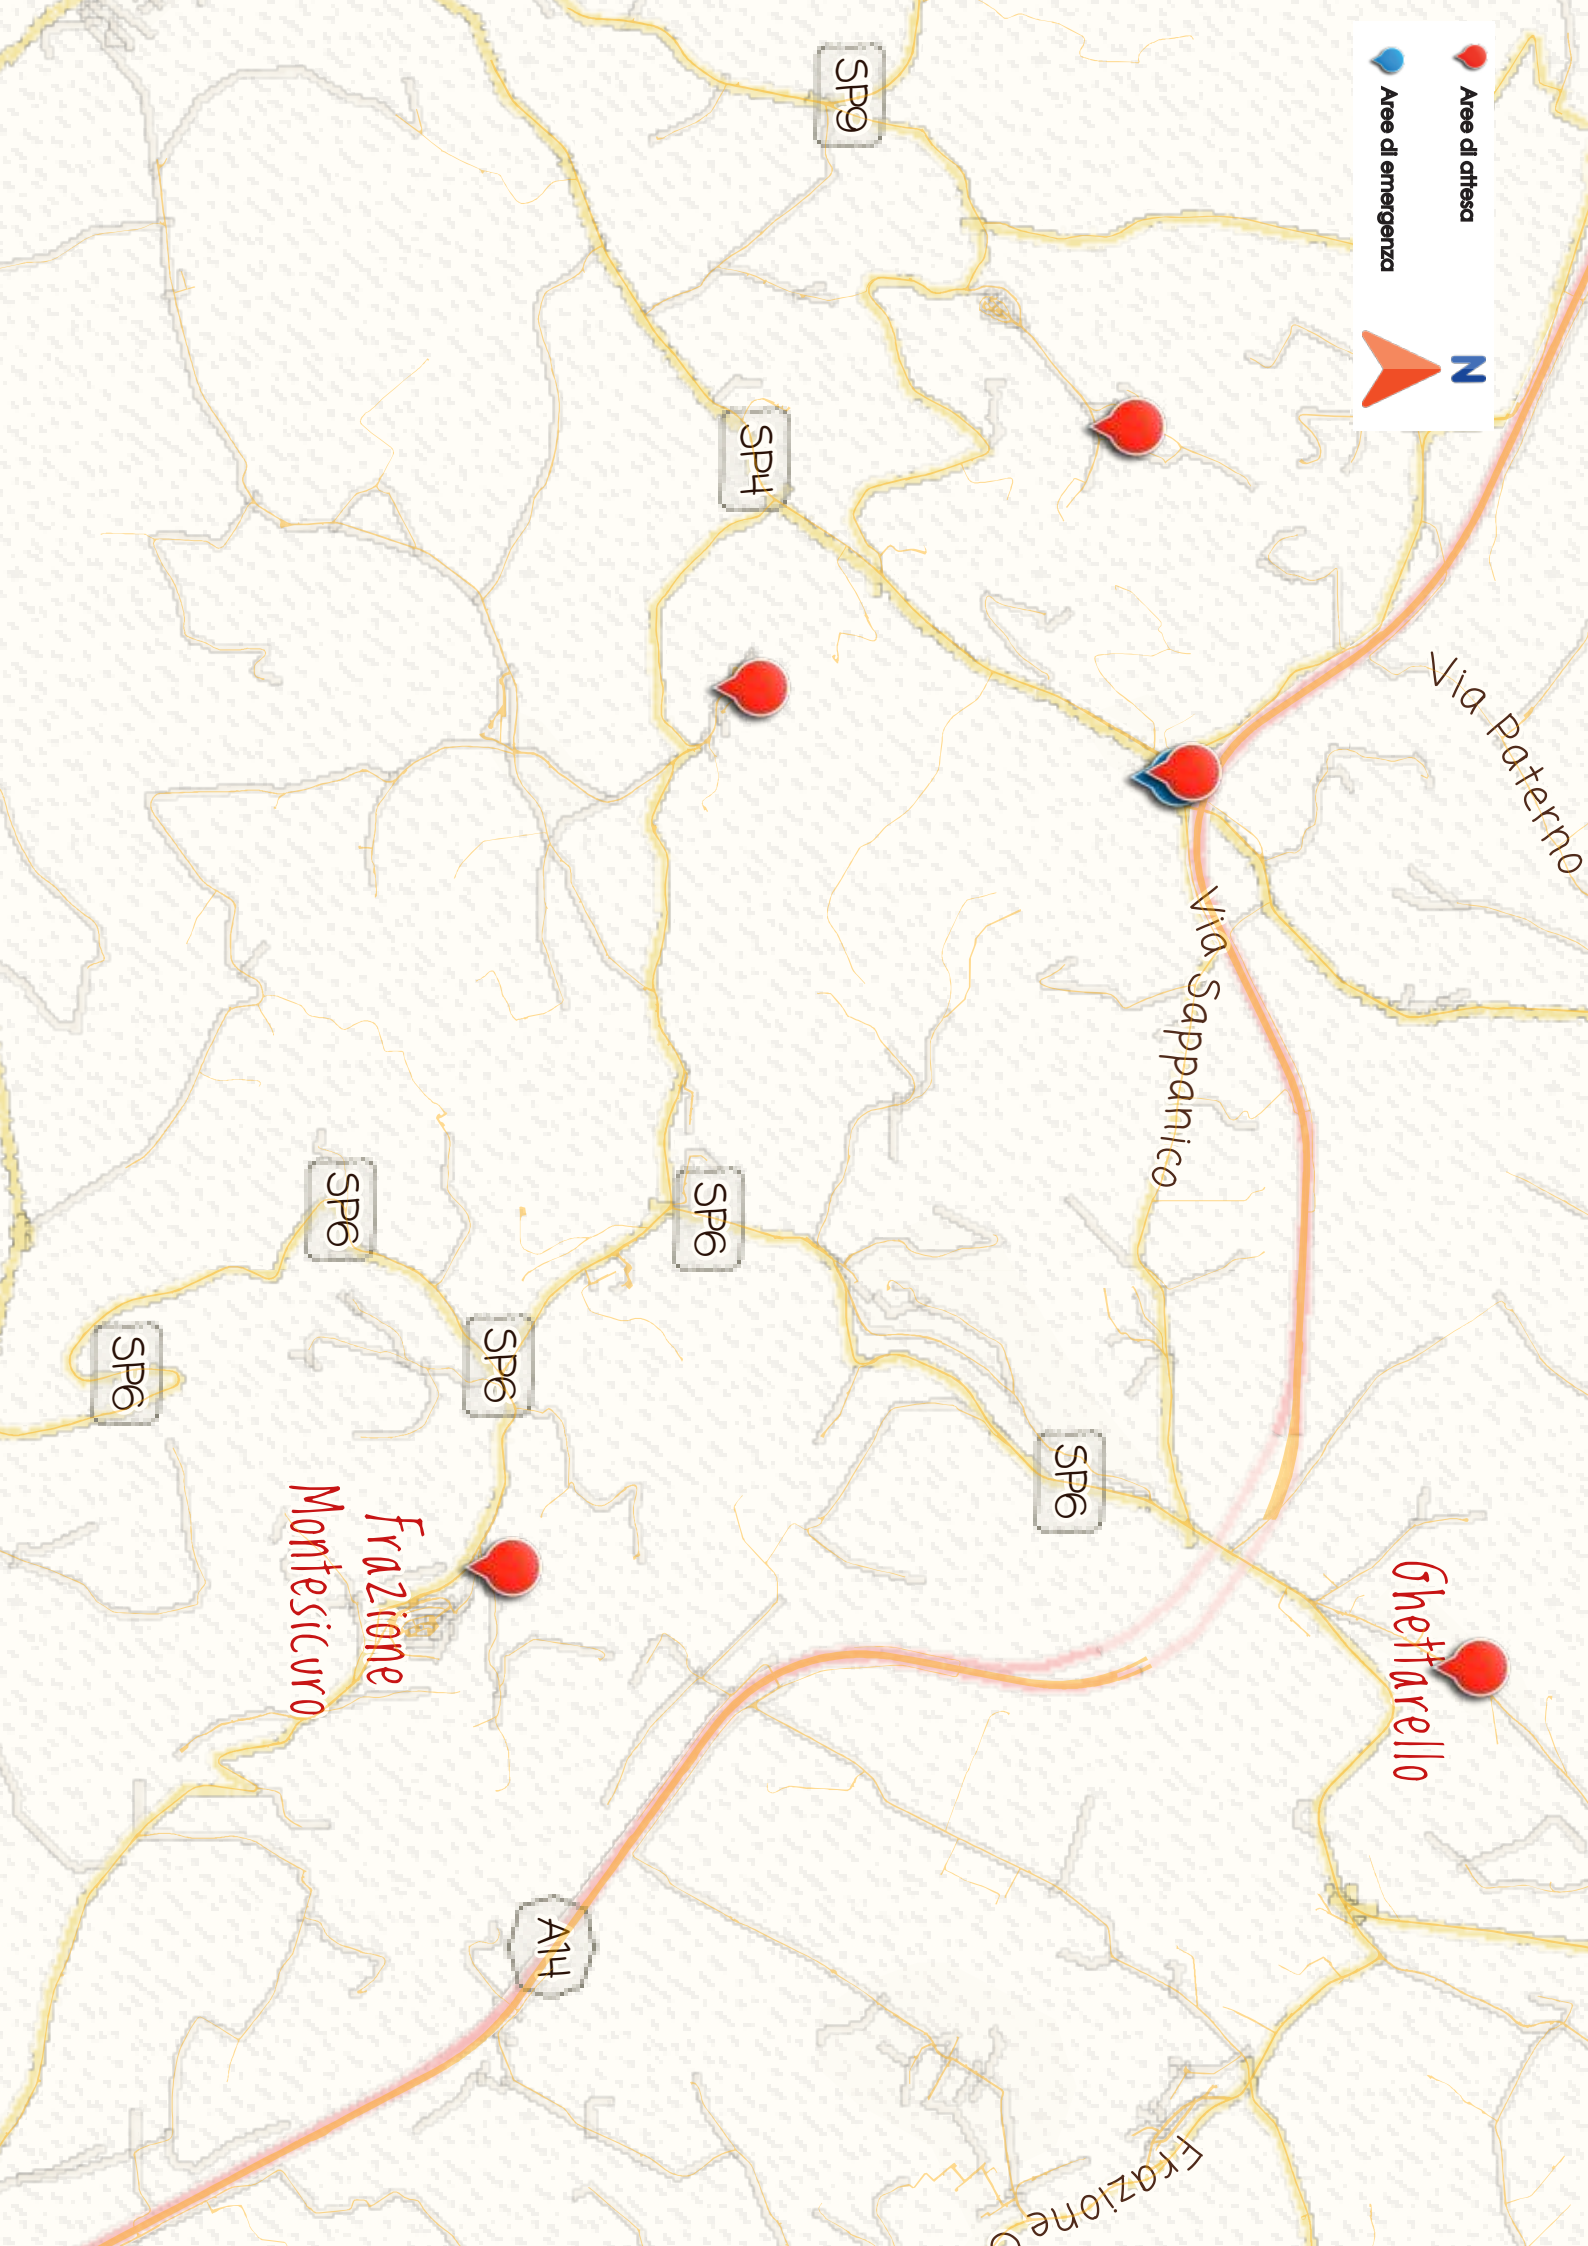 Aree di attesa
Aree di emergenza
N
SP9
SP4
Via Paterno
Via Sappanico
SP6
SP6
SP6
SP6
SP6
Ghettarello
Frazione
Montesicuro
A14
Frazione